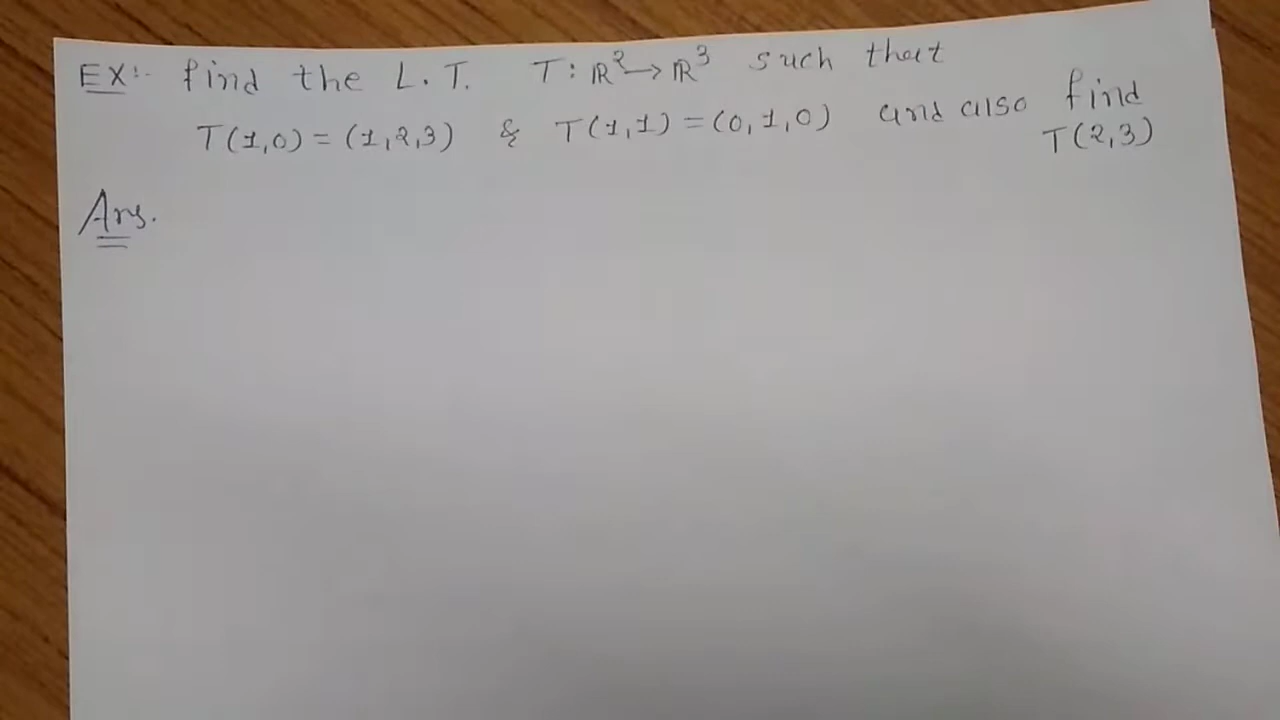 EX:- find the L.T. T: ℝ²→ℝ³ such that
T(1,0) = (1,2,3) & T(1,1) = (0,1,0) and also find
T(2,3)
Ans.